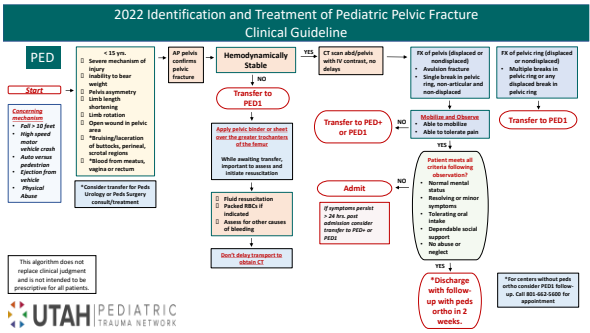 2022 Identification and Treatment of Pediatric Pelvic Fracture
Clinical Guideline
PED
Start
Concerning
mechanism
• Fall > 10 feet
• High speed
motor
vehicle crash
• Auto versus
pedestrian
• Ejection from
vehicle
• Physical
Abuse
< 15 yrs.
Severe mechanism of
injury
Inability to bear
weight
Pelvis asymmetry
Limb length
shortening
Limb rotation
Open wound in pelvic
area
*Bruising/laceration
of buttocks, perineal,
scrotal regions
*Blood from meatus,
vagina or rectum
*Consider transfer for Peds
Urology or Peds Surgery
consult/treatment
AP pelvis
confirms
pelvic
fracture
Hemodynamically
Stable
YES
NO
Transfer to
PED1
Apply pelvic binder or sheet
over the greater trochanters
of the femur
While awaiting transfer,
important to assess and
initiate resuscitation
Fluid resuscitation
Packed RBCs if
indicated
Assess for other causes
of bleeding
Don't delay transport to
obtain CT
CT scan abd/pelvis
with IV contrast, no
delays
FX of pelvis (displaced or
nondisplaced)
• Avulsion fracture
• Single break in pelvic
ring, non-articular and
non-displaced
FX of pelvic ring (displaced
or nondisplaced)
• Multiple breaks in
pelvic ring or any
displaced break in
pelvic ring
Transfer to PED1
Mobilize and Observe
• Able to mobilize
• Able to tolerate pain
NO
Transfer to PED+
or PED1
YES
Patient meets all
criteria following
observation?
• Normal mental
status
• Resolving or minor
symptoms
• Tolerating oral
intake
• Dependable social
support
• No abuse or
neglect
NO
Admit
If symptoms persist
> 24 hrs. post
admission consider
transfer to PED+ or
PED1
YES
*Discharge
with follow-
up with peds
ortho in 2
weeks.
*For centers without peds
ortho consider PED1 follow-
up. Call 801-662-5600 for
appointment
This algorithm does not
replace clinical judgment
and is not intended to be
prescriptive for all patients.
UTAH PEDIATRIC
TRAUMA NETWORK